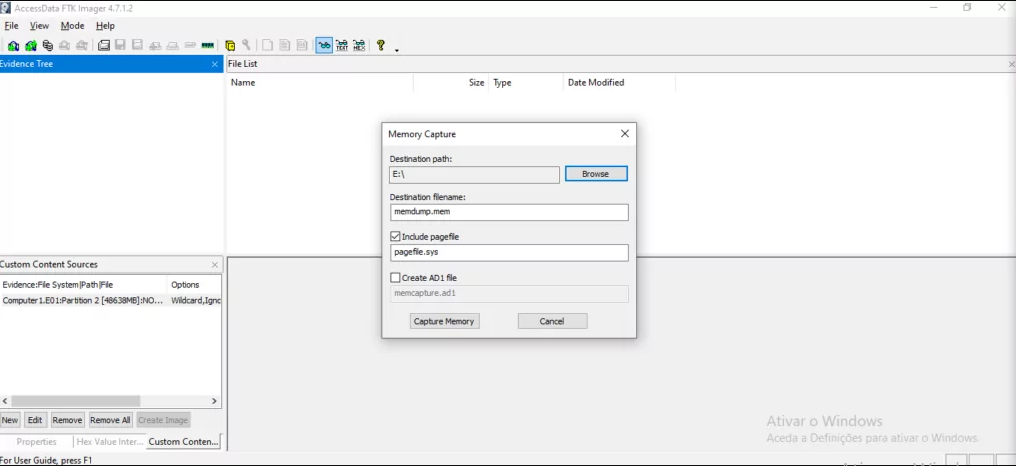 AccessData FTK Imager 4.7.1.2
File View Mode Help
TEXT HEX
Evidence Tree
File List
Name Size Type Date Modified
Memory Capture
Destination path:
E:\
Browse
Destination filename:
memdump.mem
Include pagefile
pagefile.sys
Create AD1 file
memcapture.ad1
Capture Memory Cancel
Custom Content Sources
Evidence:File System|Path|File Options
Computer1.E01:Partition 2 [48638MB]:NO... Wildcard,Ignc
New Edit Remove Remove All Create Image
Properties Hex Value Inter... Custom Conten...
For User Guide, press F1
Ativar o Windows
Aceda a Definições para ativar o Windows.